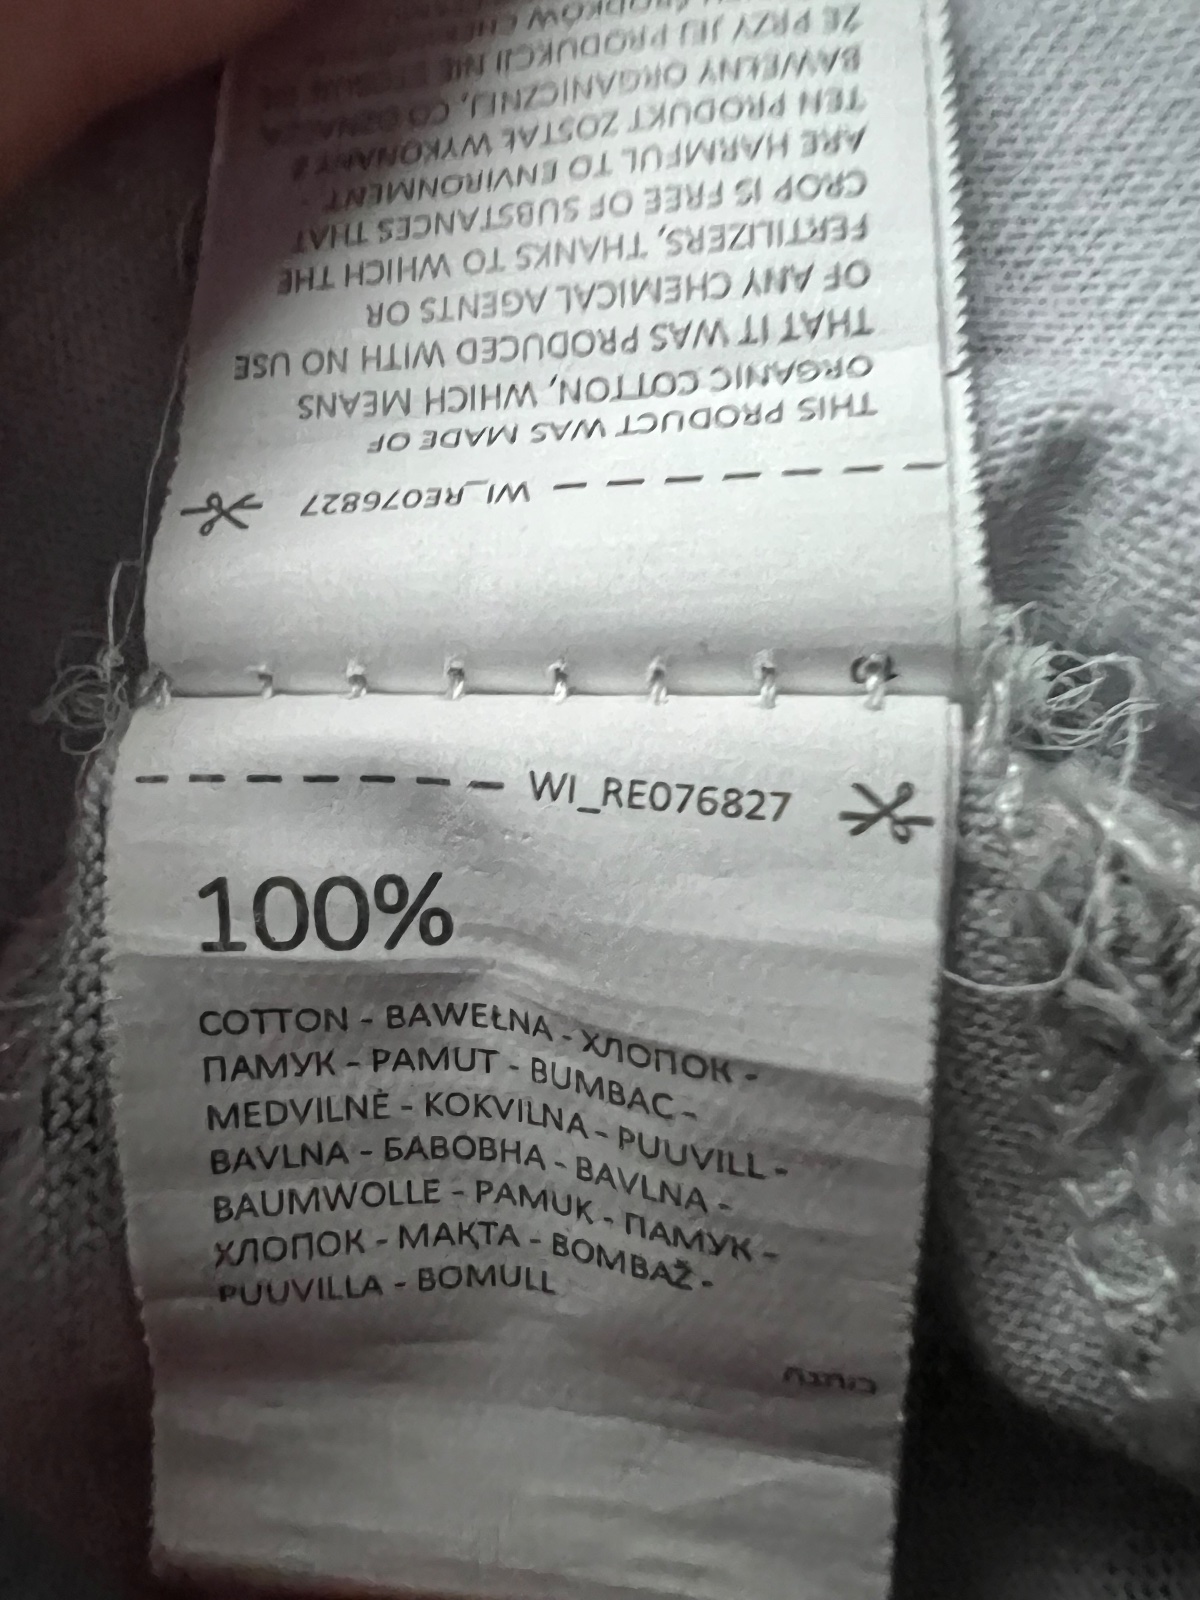 WI_RE076827
THIS PRODUCT WAS MADE OF
ORGANIC COTTON, WHICH MEANS
THAT IT WAS PRODUCED WITH NO USE
OF ANY CHEMICAL AGENTS OR
FERTILIZERS, THANKS TO WHICH THE
CROP IS FREE OF SUBSTANCES THAT
ARE HARMFUL TO ENVIRONMENT
TEN PRODUKT ZOSTAŁ WYKONANY Z
BAWEŁNY ORGANICZNEJ, CO OZNACZA
ŻE PRZY JEJ PRODUKCJI NIE
WI_RE076827
100%
COTTON - BAWEŁNA - ХЛОПОК -
ПАМУК - PAMUT - BUMBAC -
MEDVILNĖ - KOKVILNA - PUUVILL -
BAVLNA - БАВОВНА - BAVLNA -
BAUMWOLLE - PAMUK - ПАМУК -
ХЛОПОК - МАҚТА - BOMBAŽ -
PUUVILLA - BOMULL